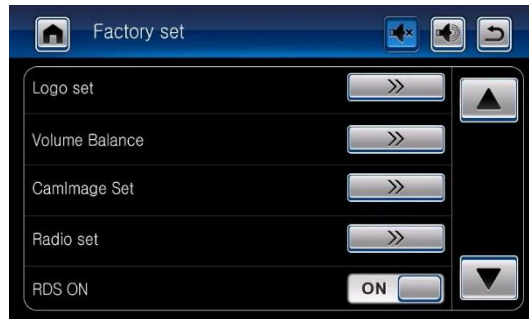 Factory set
Logo set
Volume Balance
CamImage Set
Radio set
RDS ON
ON